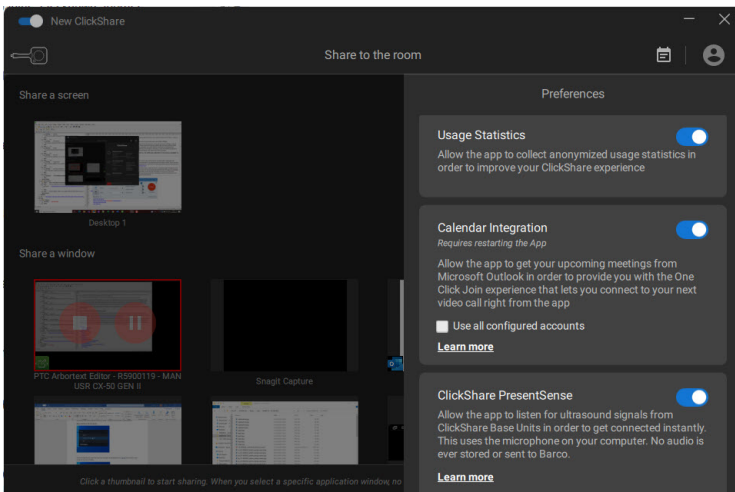 New ClickShare
Share to the room
Share a screen
Desktop 1
Share a window
PTC Arbortext Editor - R5900119 - MAN
USR CX-50 GEN II
Snagit Capture
Click a thumbnail to start sharing. When you select a specific application window, no
Preferences
Usage Statistics
Allow the app to collect anonymized usage statistics in
order to improve your ClickShare experience
Calendar Integration
Requires restarting the App
Allow the app to get your upcoming meetings from
Microsoft Outlook in order to provide you with the One
Click Join experience that lets you connect to your next
video call right from the app
Use all configured accounts
Learn more
ClickShare PresentSense
Allow the app to listen for ultrasound signals from
ClickShare Base Units in order to get connected instantly.
This uses the microphone on your computer. No audio is
ever stored or sent to Barco.
Learn more